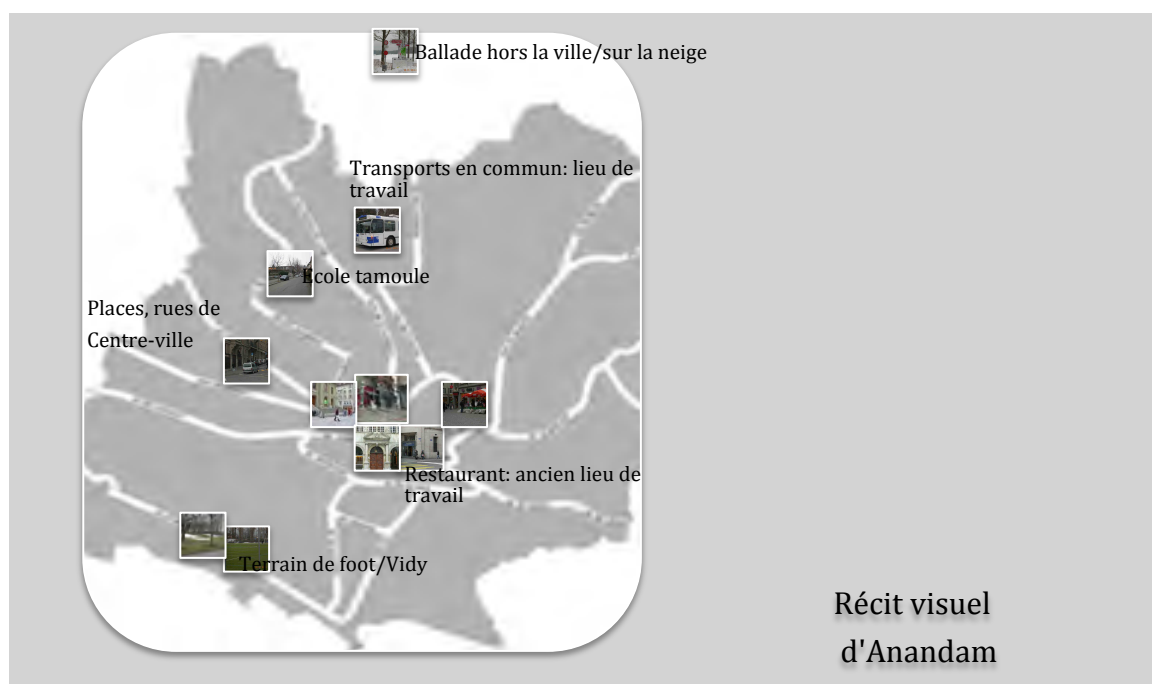 Ballade hors la ville/sur la neige
Transports en commun: lieu de
travail
Ecole tamoule
Places, rues de
Centre-ville
Restaurant: ancien lieu de
travail
Terrain de foot/Vidy
Récit visuel
d'Anandam